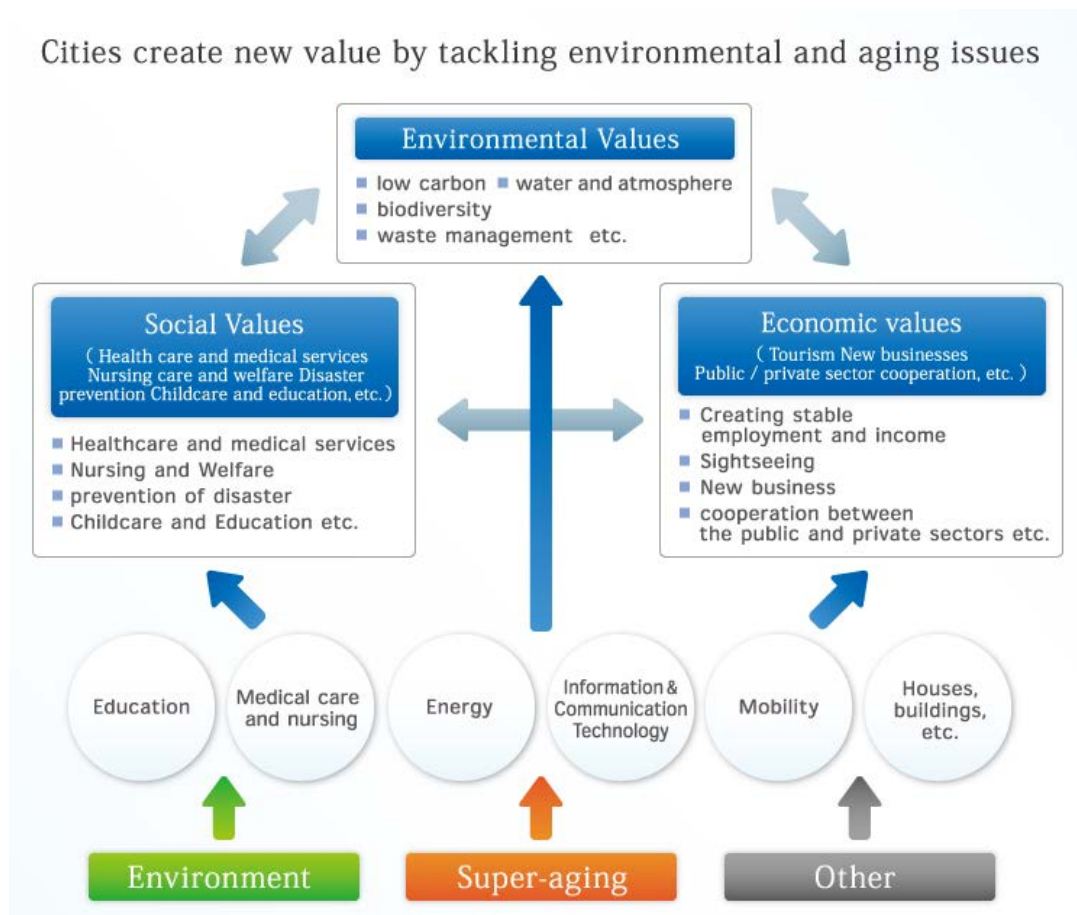 Cities create new value by tackling environmental and aging issues
Environmental Values
low carbon water and atmosphere
biodiversity
waste management etc.
Social Values
( Health care and medical services
Nursing care and welfare Disaster
prevention Childcare and education, etc. )
Healthcare and medical services
Nursing and Welfare
prevention of disaster
Childcare and Education etc.
Economic values
( Tourism New businesses
Public / private sector cooperation, etc. )
Creating stable
employment and income
Sightseeing
New business
cooperation between
the public and private sectors etc.
Education
Medical care
and nursing
Energy
Information &
Communication
Technology
Mobility
Houses,
buildings,
etc.
Environment
Super-aging
Other